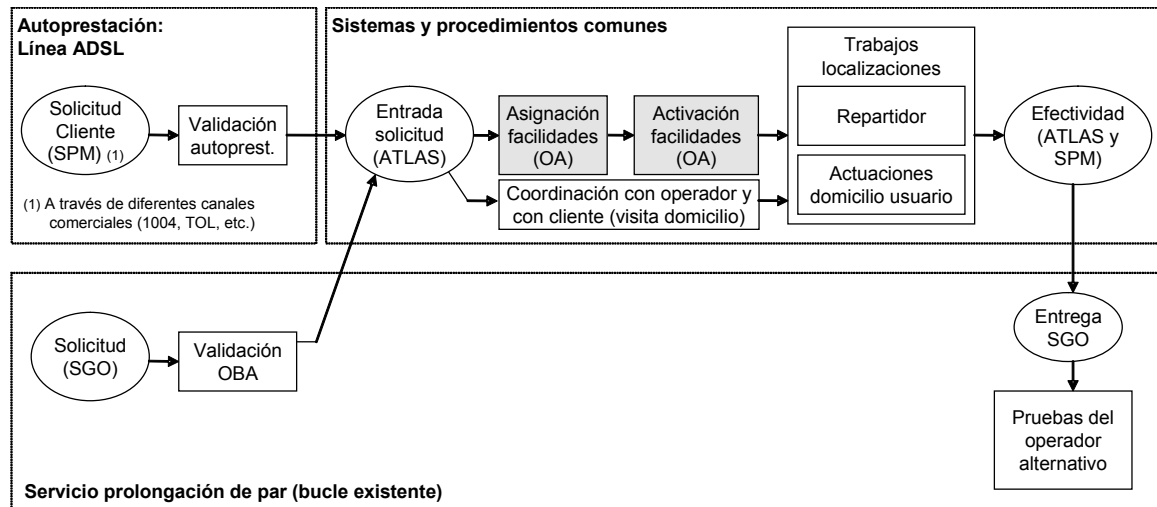 Autoprestación:
Línea ADSL
Solicitud
Cliente
(SPM) (1)
Validación
autoprest.
(1) A través de diferentes canales
comerciales (1004, TOL, etc.)
Sistemas y procedimientos comunes
Entrada
solicitud
(ATLAS)
Asignación
facilidades
(OA)
Activación
facilidades
(OA)
Coordinación con operador y
con cliente (visita domicilio)
Trabajos
localizaciones
Repartidor
Actuaciones
domicilio usuario
Efectividad
(ATLAS y
SPM)
Solicitud
(SGO)
Validación
OBA
Entrega
SGO
Pruebas del
operador
alternativo
Servicio prolongación de par (bucle existente)